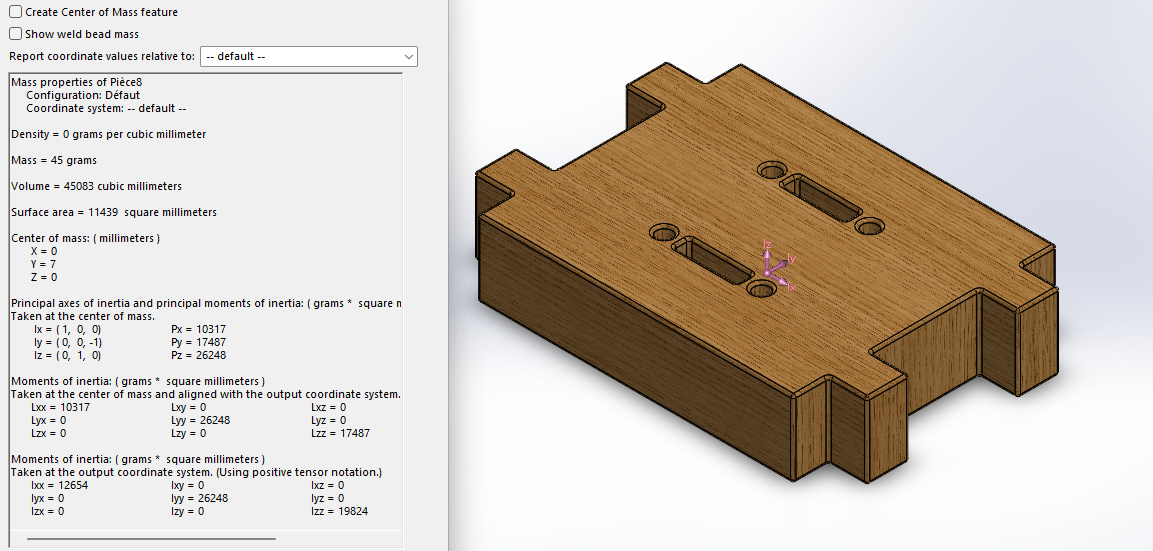 Create Center of Mass feature
Show weld bead mass
Report coordinate values relative to: -- default --
Mass properties of Pièce8
Configuration: Défaut
Coordinate system: -- default --
Density = 0 grams per cubic millimeter
Mass = 45 grams
Volume = 45083 cubic millimeters
Surface area = 11439 square millimeters
Center of mass: ( millimeters )
X = 0
Y = 7
Z = 0
Principal axes of inertia and principal moments of inertia: ( grams * square
Taken at the center of mass.
Ix = ( 1, 0, 0) Px = 10317
Iy = ( 0, 0, -1) Py = 17487
Iz = ( 0, 1, 0) Pz = 26248
Moments of inertia: ( grams * square millimeters )
Taken at the center of mass and aligned with the output coordinate system.
Lxx = 10317 Lxy = 0 Lxz = 0
Lyx = 0 Lyy = 26248 Lyz = 0
Lzx = 0 Lzy = 0 Lzz = 17487
Moments of inertia: ( grams * square millimeters )
Taken at the output coordinate system. (Using positive tensor notation.)
Ixx = 12654 Ixy = 0 Ixz = 0
Iyx = 0 Iyy = 26248 Iyz = 0
Izx = 0 Izy = 0 Izz = 19824
Iz
Iy